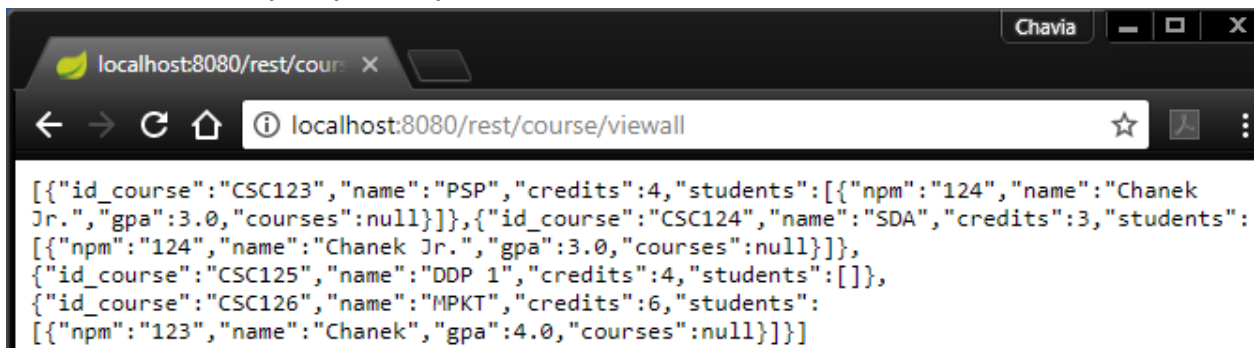 Chavia
localhost:8080/rest/cour
localhost:8080/rest/course/viewall
[{"id_course":"CSC123","name":"PSP","credits":4,"students":[{"npm":"124","name":"Chanek
Jr.","gpa":3.0,"courses":null}]},{"id_course":"CSC124","name":"SDA","credits":3,"students":
[{"npm":"124","name":"Chanek Jr.","gpa":3.0,"courses":null}]},
{"id_course":"CSC125","name":"DDP 1","credits":4,"students":[]},
{"id_course":"CSC126","name":"MPKT","credits":6,"students":
[{"npm":"123","name":"Chanek","gpa":4.0,"courses":null}]}]